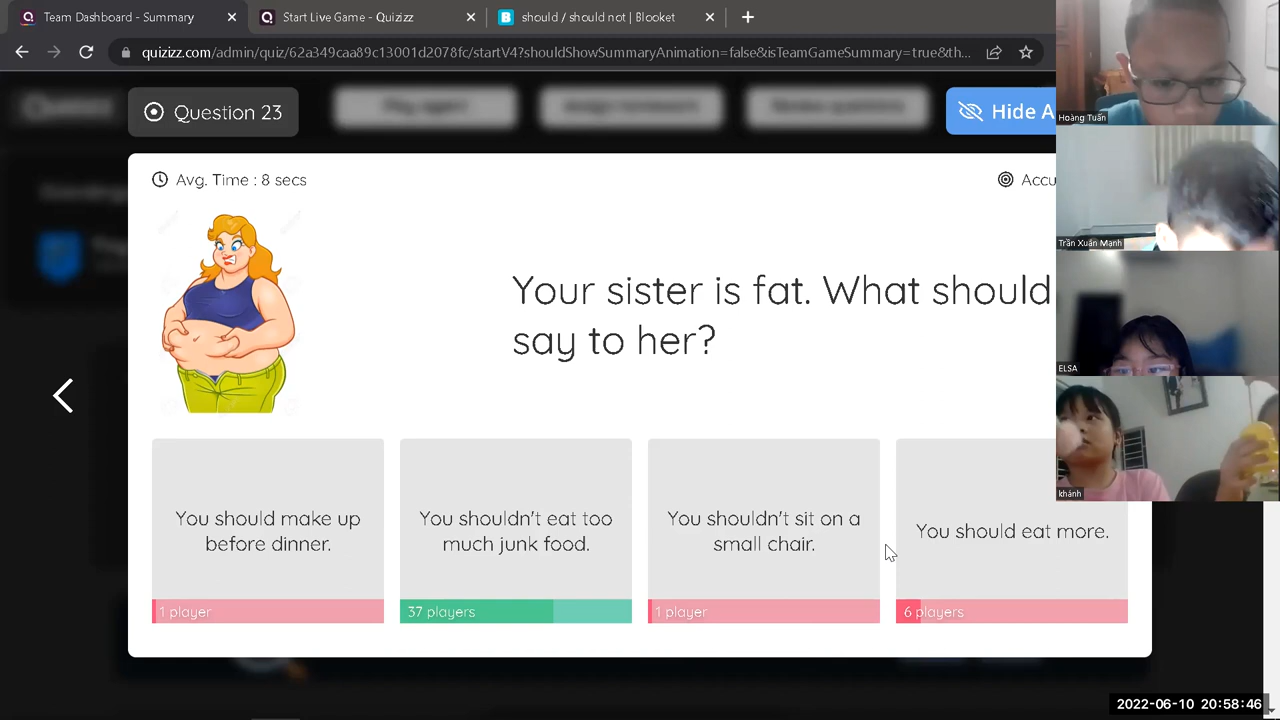 Team Dashboard - Summary
Start Live Game - Quizizz
should / should not | Blooket
quizizz.com/admin/quiz/62a349caa89c13001d2078fc/startV4?shouldShowSummaryAnimation=false&isTeamGameSummary=true&th...
Question 23
Hide A
Avg. Time : 8 secs
Accu
Your sister is fat. What should
say to her?
You should make up
before dinner.
1 player
You shouldn't eat too
much junk food.
37 players
You shouldn't sit on a
small chair.
1 player
You should eat more.
6 players
Hoàng Tuấn
Trần Xuân Mạnh
ELSA
khánh
2022-06-10 20:58:46